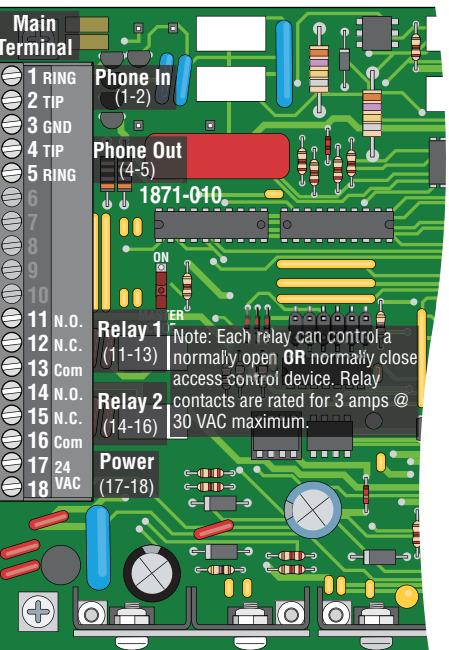 Main
Terminal
1 RING
2 TIP
3 GND
4 TIP
5 RING
6
7
8
9
10
11 N.O.
12 N.C.
13 Com
14 N.O.
15 N.C.
16 Com
17 24
18 VAC
Phone In
(1-2)
Phone Out
(4-5)
1871-010
ON
Relay 1
(11-13)
Relay 2
(14-16)
Power
(17-18)
Note: Each relay can control a
normally open OR normally close
access control device. Relay
contacts are rated for 3 amps @
30 VAC maximum.